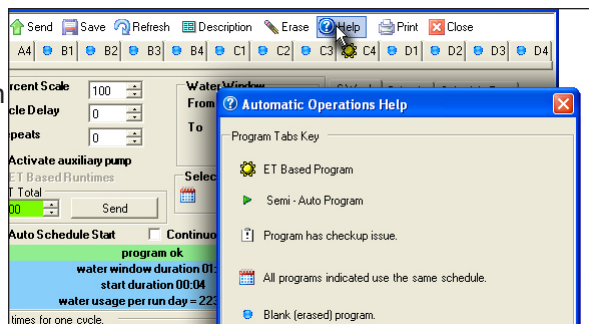 Send Save Refresh Description Erase Help Print Close
A4 B1 B2 B3 B4 C1 C2 C3 C4 D1 D2 D3 D4
rcent Scale 100
cle Delay 0
peats 0
Activate auxiliary pump
ET Based Runtimes
T Total
00 Send
Auto Schedule Start Continuo
program ok
water window duration 01:
start duration 00:04
water usage per run day = 223
times for one cycle.
Water Window
From
To
Selec
Automatic Operations Help
Program Tabs Key
ET Based Program
Semi - Auto Program
Program has checkup issue.
All programs indicated use the same schedule.
Blank (erased) program.